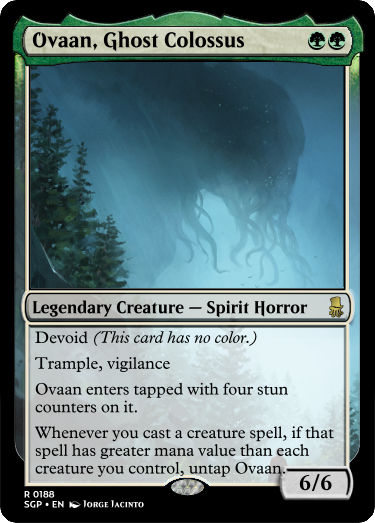 Ovaan, Ghost Colossus
Legendary Creature — Spirit Horror
Devoid (This card has no color.)
Trample, vigilance
Ovaan enters tapped with four stun
counters on it.
Whenever you cast a creature spell, if that
spell has greater mana value than each
creature you control, untap Ovaan.
6/6
R 0188
SGP • EN Jorge Jacinto